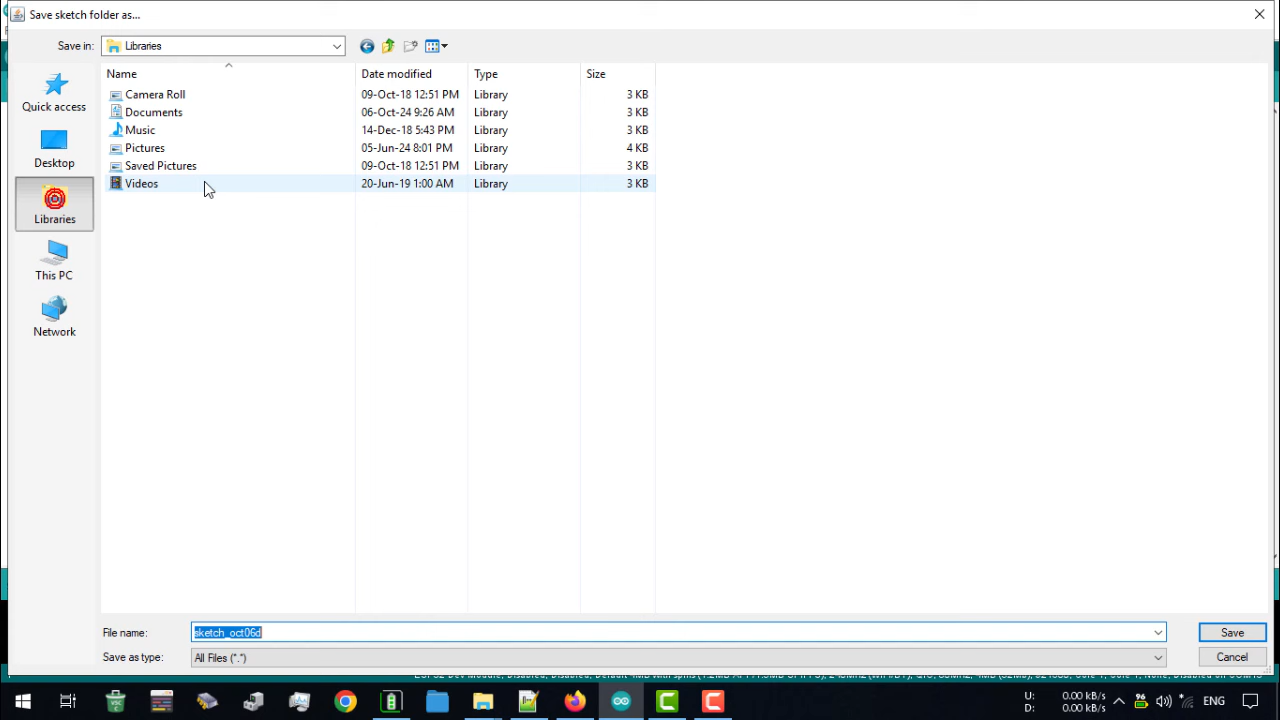 Save sketch folder as...
Save in: Libraries
Name Date modified Type Size
Camera Roll 09-Oct-18 12:51 PM Library 3 KB
Documents 06-Oct-24 9:26 AM Library 3 KB
Music 14-Dec-18 5:43 PM Library 3 KB
Pictures 05-Jun-24 8:01 PM Library 4 KB
Saved Pictures 09-Oct-18 12:51 PM Library 3 KB
Videos 20-Jun-19 1:00 AM Library 3 KB
Quick access
Desktop
Libraries
This PC
Network
File name: sketch_oct06d Save
Save as type: All Files (*.*) Cancel
U: 0.00 kB/s
D: 0.00 kB/s
96
ENG